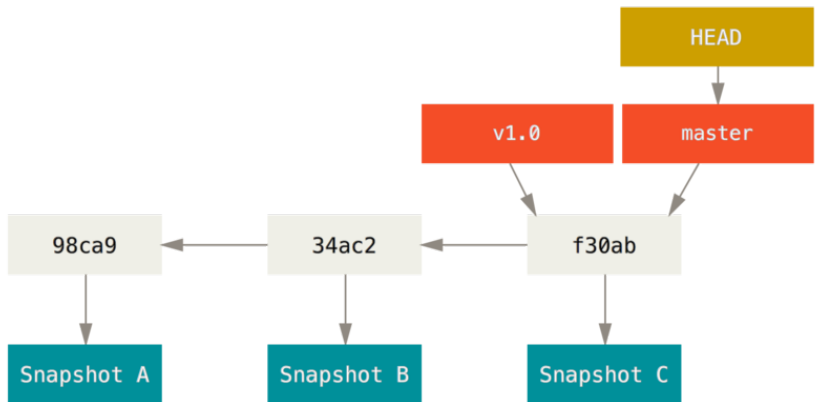 HEAD
v1.0
master
98ca9
34ac2
f30ab
Snapshot A
Snapshot B
Snapshot C